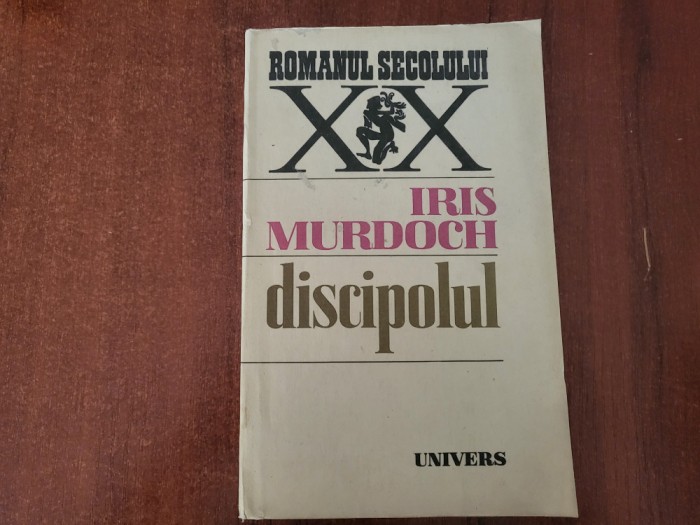 ROMANUL SECOLULUI
XX
IRIS
MURDOCH
discipolul
UNIVERS